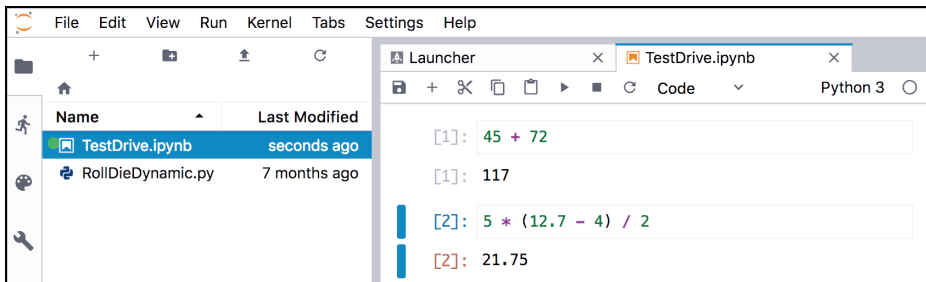 File Edit View Run Kernel Tabs Settings Help
Launcher
TestDrive.ipynb
Code
Python 3
Name Last Modified
TestDrive.ipynb seconds ago
RollDieDynamic.py 7 months ago
[1]: 45 + 72
[1]: 117
[2]: 5 * (12.7 - 4) / 2
[2]: 21.75